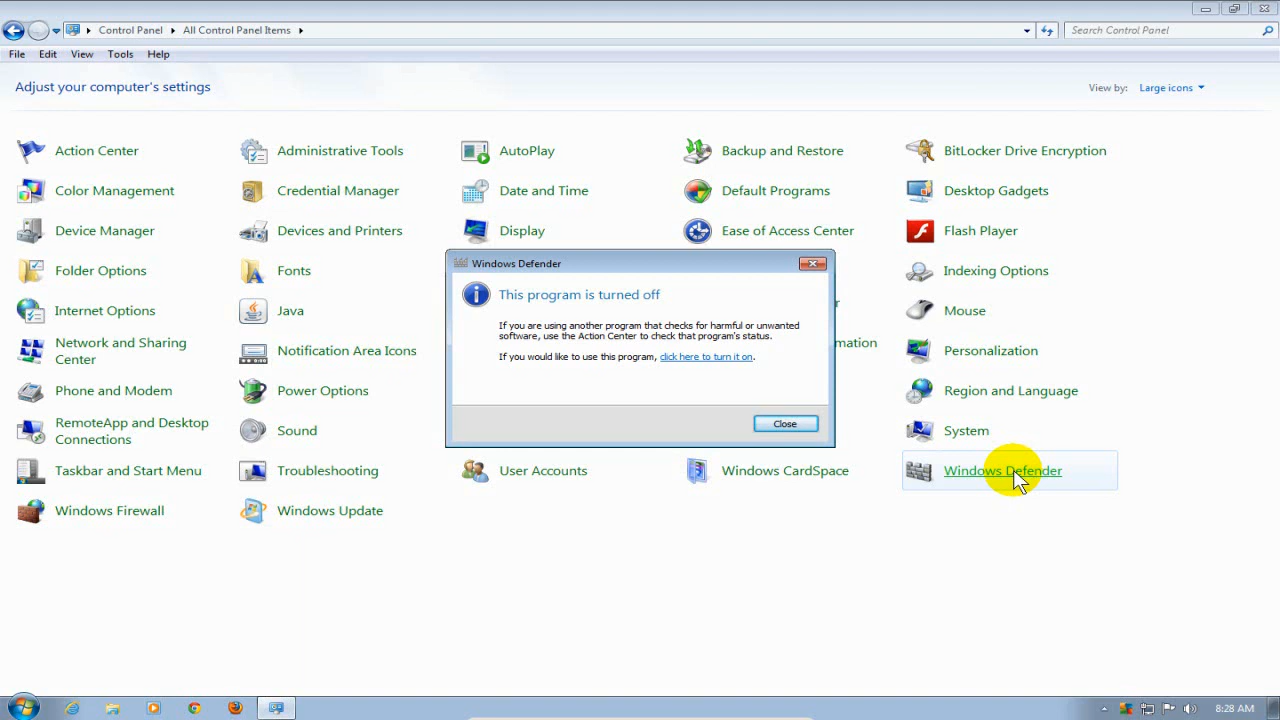 Control Panel
All Control Panel Items
Search Control Panel
File Edit View Tools Help
Adjust your computer's settings
View by: Large icons
Action Center
Administrative Tools
AutoPlay
Backup and Restore
BitLocker Drive Encryption
Color Management
Credential Manager
Date and Time
Default Programs
Desktop Gadgets
Device Manager
Devices and Printers
Display
Ease of Access Center
Flash Player
Folder Options
Fonts
Indexing Options
Internet Options
Java
Mouse
Network and Sharing
Center
Notification Area Icons
Personalization
Phone and Modem
Power Options
Region and Language
RemoteApp and Desktop
Connections
Sound
System
Taskbar and Start Menu
Troubleshooting
User Accounts
Windows CardSpace
Windows Defender
Windows Firewall
Windows Update
Windows Defender
This program is turned off
If you are using another program that checks for harmful or unwanted
software, use the Action Center to check that program's status.
If you would like to use this program, click here to turn it on.
Close
8:28 AM